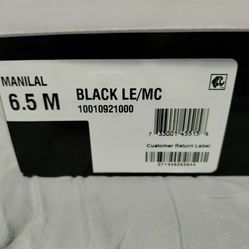 MANILAL
6.5 M
BLACK LE/MC
10010921000
Customer Return Label